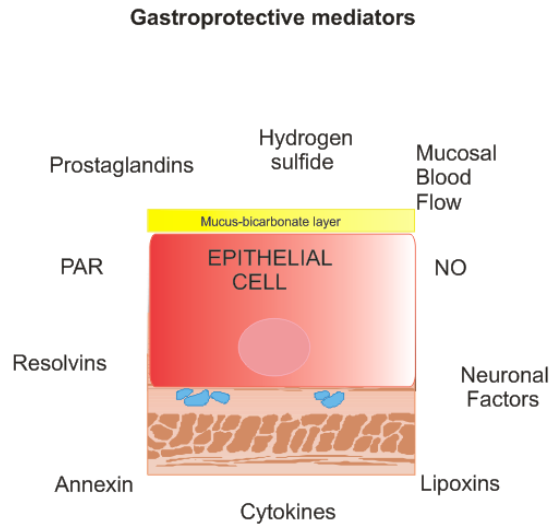 Gastroprotective mediators
Hydrogen
sulfide
Prostaglandins
Mucosal
Blood
Flow
Mucus-bicarbonate layer
PAR
EPITHELIAL
CELL
NO
Resolvins
Neuronal
Factors
Annexin
Lipoxins
Cytokines